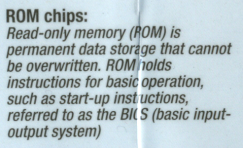 ROM chips:
Read-only memory (ROM) is
permanent data storage that cannot
be overwritten. ROM holds
instructions for basic operation,
such as start-up instructions,
referred to as the BIOS (basic input-
output system)